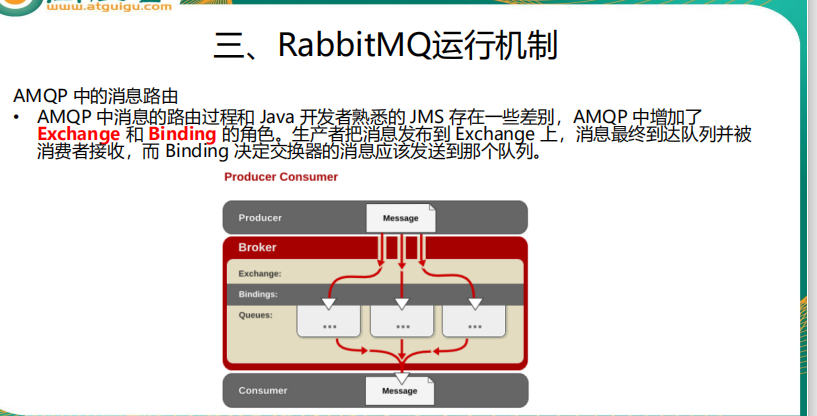 www.atguigu.com
三、RabbitMQ运行机制
AMQP 中的消息路由
• AMQP 中消息的路由过程和 Java 开发者熟悉的 JMS 存在一些差别，AMQP 中增加了
Exchange 和 Binding 的角色。生产者把消息发布到 Exchange 上，消息最终到达队列并被
消费者接收，而 Binding 决定交换器的消息应该发送到那个队列。
Producer Consumer
Producer
Message
Broker
Exchange:
Bindings:
Queues:
...
...
...
Consumer
Message